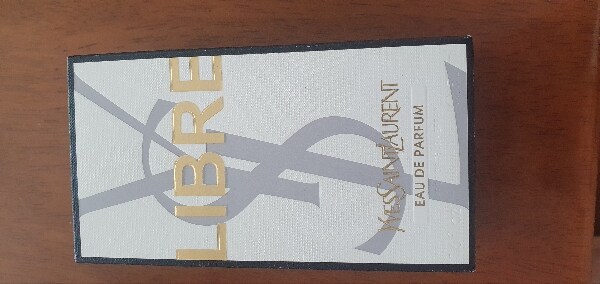 LIBRE
YVES SAINT LAURENT
EAU DE PARFUM